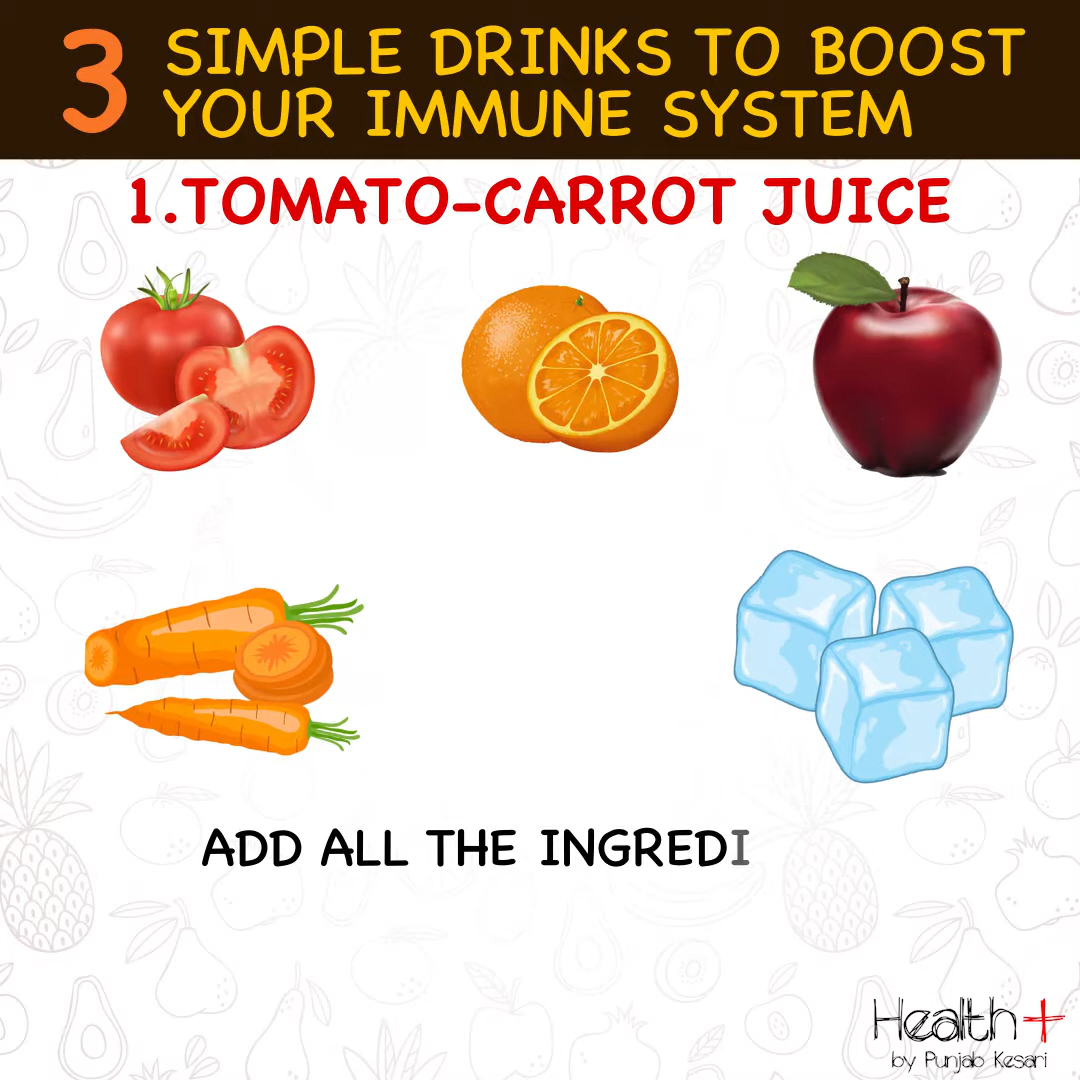 3 SIMPLE DRINKS TO BOOST
YOUR IMMUNE SYSTEM
1.TOMATO-CARROT JUICE
ADD ALL THE INGREDI
Health+
by Punjab Kesari